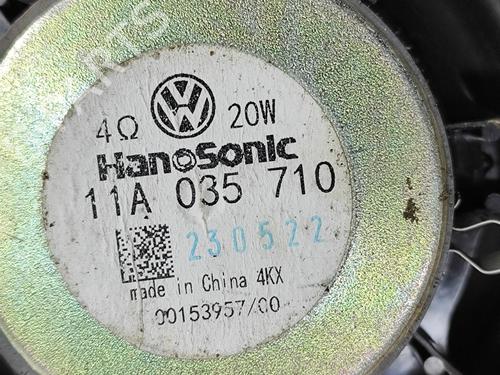 4Ω 20W
HanoSonic
11A 035 710
230522
made in China 4KX
00153957/00